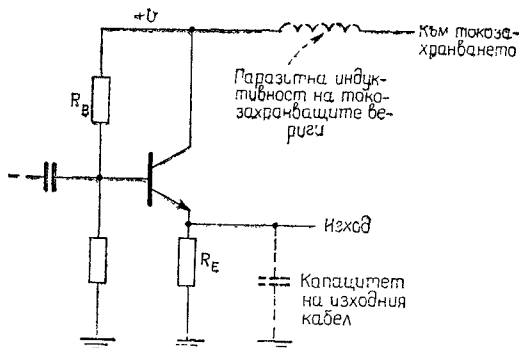 +U
Към токоза-
хранването
Паразитна индук-
тивност на токо-
захранващите ве-
риги
R_B
Изход
R_E
Капацитет
на изходния
кабел